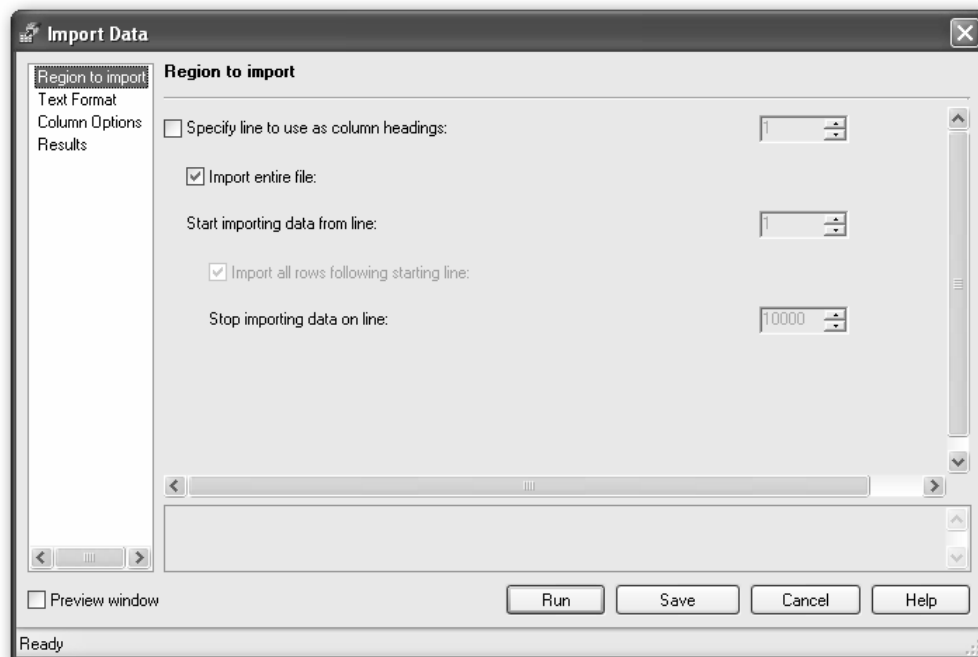 Import Data
Region to import
Text Format
Column Options
Results
Region to import
Specify line to use as column headings: 1
Import entire file:
Start importing data from line: 1
Import all rows following starting line:
Stop importing data on line: 10000
Preview window
Run Save Cancel Help
Ready